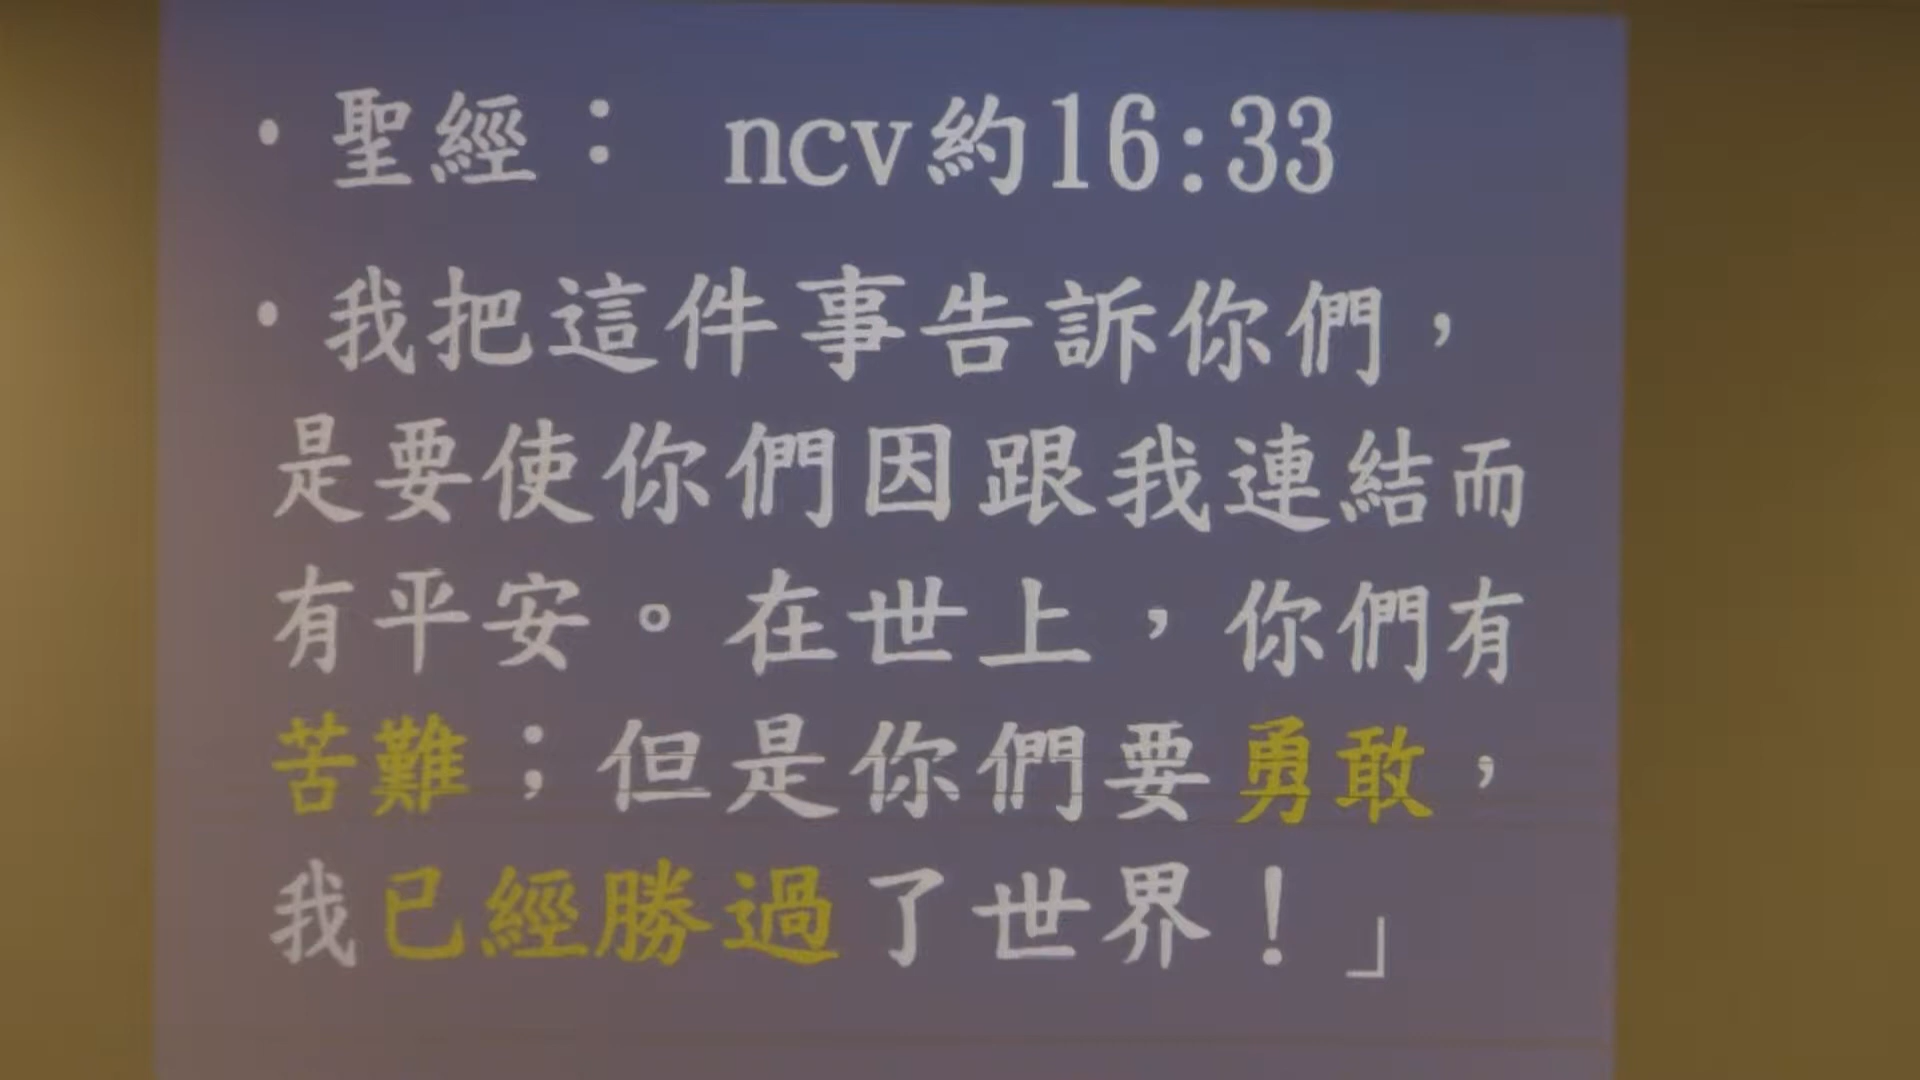 • 聖經： ncv約16:33
• 我把這件事告訴你們，
是要使你們因跟我連結而
有平安。在世上，你們有
苦難；但是你們要勇敢，
我已經勝過了世界！」